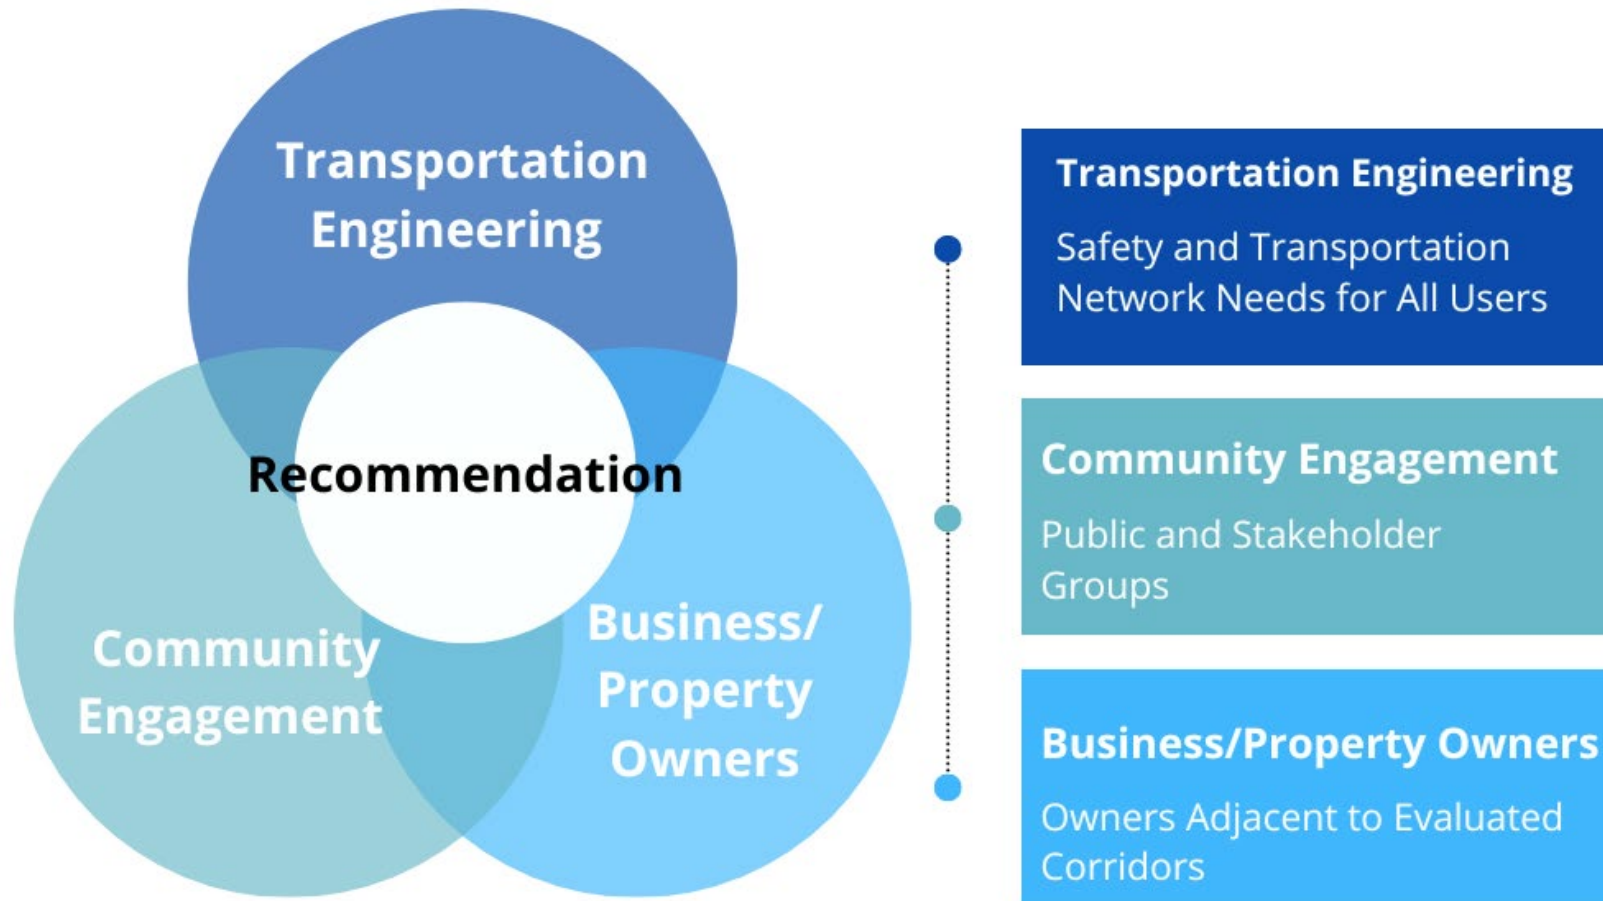 Transportation
Engineering
Recommendation
Community
Engagement
Business/
Property
Owners
Transportation Engineering
Safety and Transportation
Network Needs for All Users
Community Engagement
Public and Stakeholder
Groups
Business/Property Owners
Owners Adjacent to Evaluated
Corridors